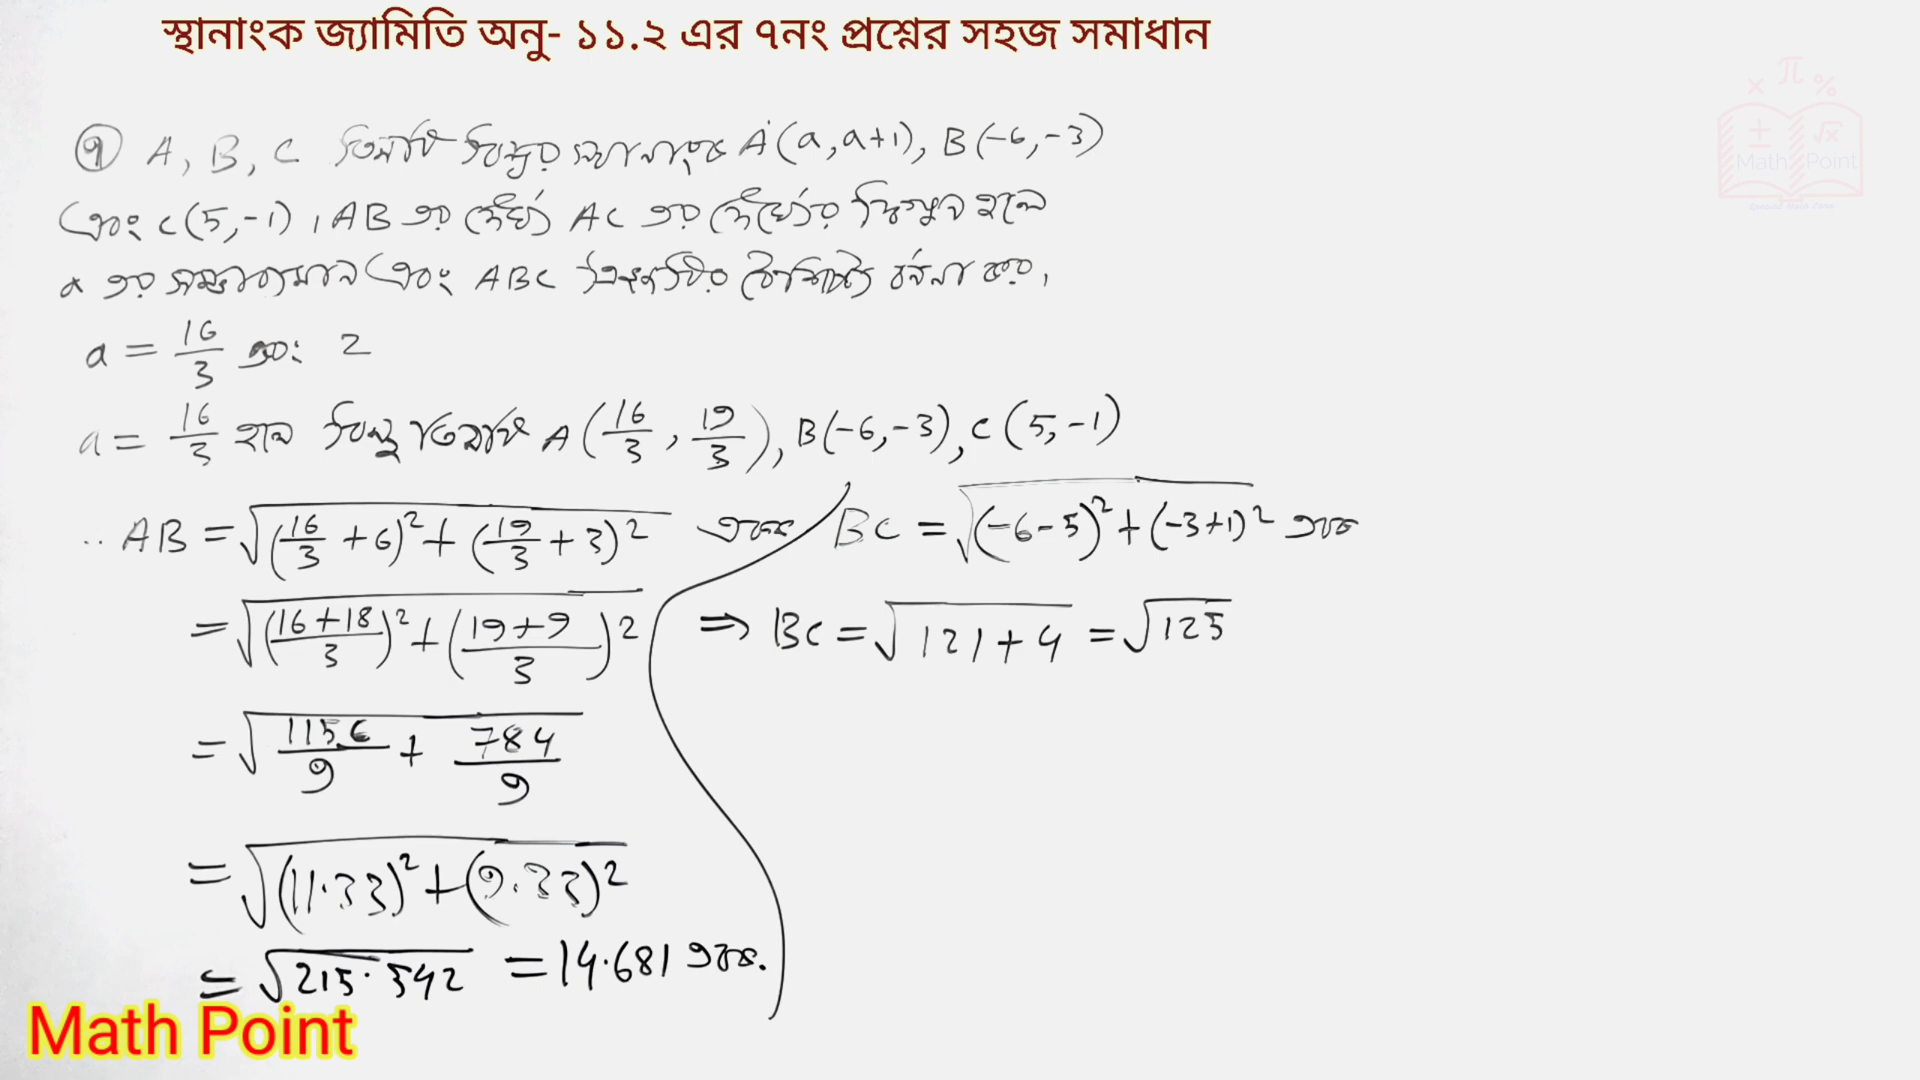 স্থানাংক জ্যামিতি অনু- ১১.২ এর ৭নং প্রশ্নের সহজ সমাধান
৭ A, B, C তিনটি বিন্দুর স্থানাংক A(a, a+1), B(-6, -3)
এবং C(5, -1), AB এর দৈর্ঘ্য AC এর দৈর্ঘ্যের দ্বিগুণ হলে
a এর সম্ভাব্য মান এবং ABC ত্রিভুজটির বৈশিষ্ট্য বর্ননা কর,
a = 16/3 এবং 2
a = 16/3 হলে বিন্দু তিনটি A(16/3, 19/3), B(-6, -3), C(5, -1)
∴ AB = √((16/3 + 6)² + (19/3 + 3)²) একক
= √(((16+18)/3)² + ((19+9)/3)²)
= √(1156/9 + 784/9)
= √((11.33)² + (9.33)²)
= √215.542 = 14.681 একক.
BC = √((-6-5)² + (-3+1)²) একক
⇒ BC = √(121+4) = √125
Math Point
π
× %
± √x
Math Point